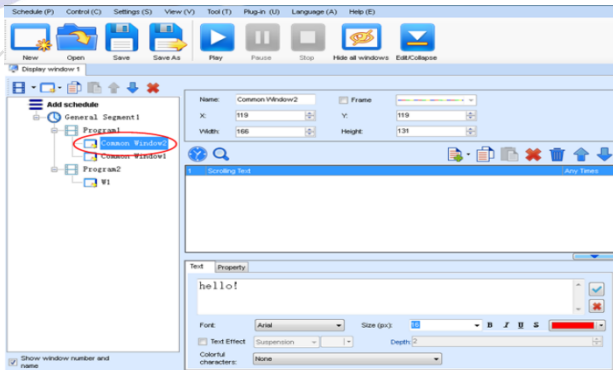 Schedule (P) Control (C) Settings (S) View (V) Tool (T) Plug-in (U) Language (A) Help (E)
New Open Save Save As Play Pause Stop Hide all windows Edit/Collapse
Display window 1
Add schedule
General Segment1
Program1
Common Window2
Common Window1
Program2
W1
Show window number and name
Name: Common Window2 Frame
X: 119 Y: 119
Width: 166 Height: 131
1 Scrolling Text Any Times
Text Property
hello!
Font: Arial Size (px): 16 B I U S
Text Effect Suspension Depth: 2
Colorful characters: None